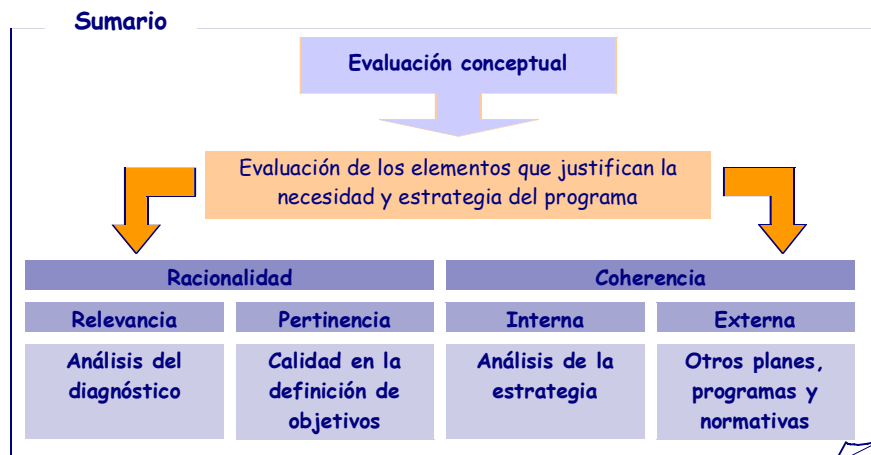 Sumario
Evaluación conceptual
Evaluación de los elementos que justifican la
necesidad y estrategia del programa
Racionalidad
Coherencia
Relevancia
Pertinencia
Interna
Externa
Análisis del
diagnóstico
Calidad en la
definición de
objetivos
Análisis de la
estrategia
Otros planes,
programas y
normativas